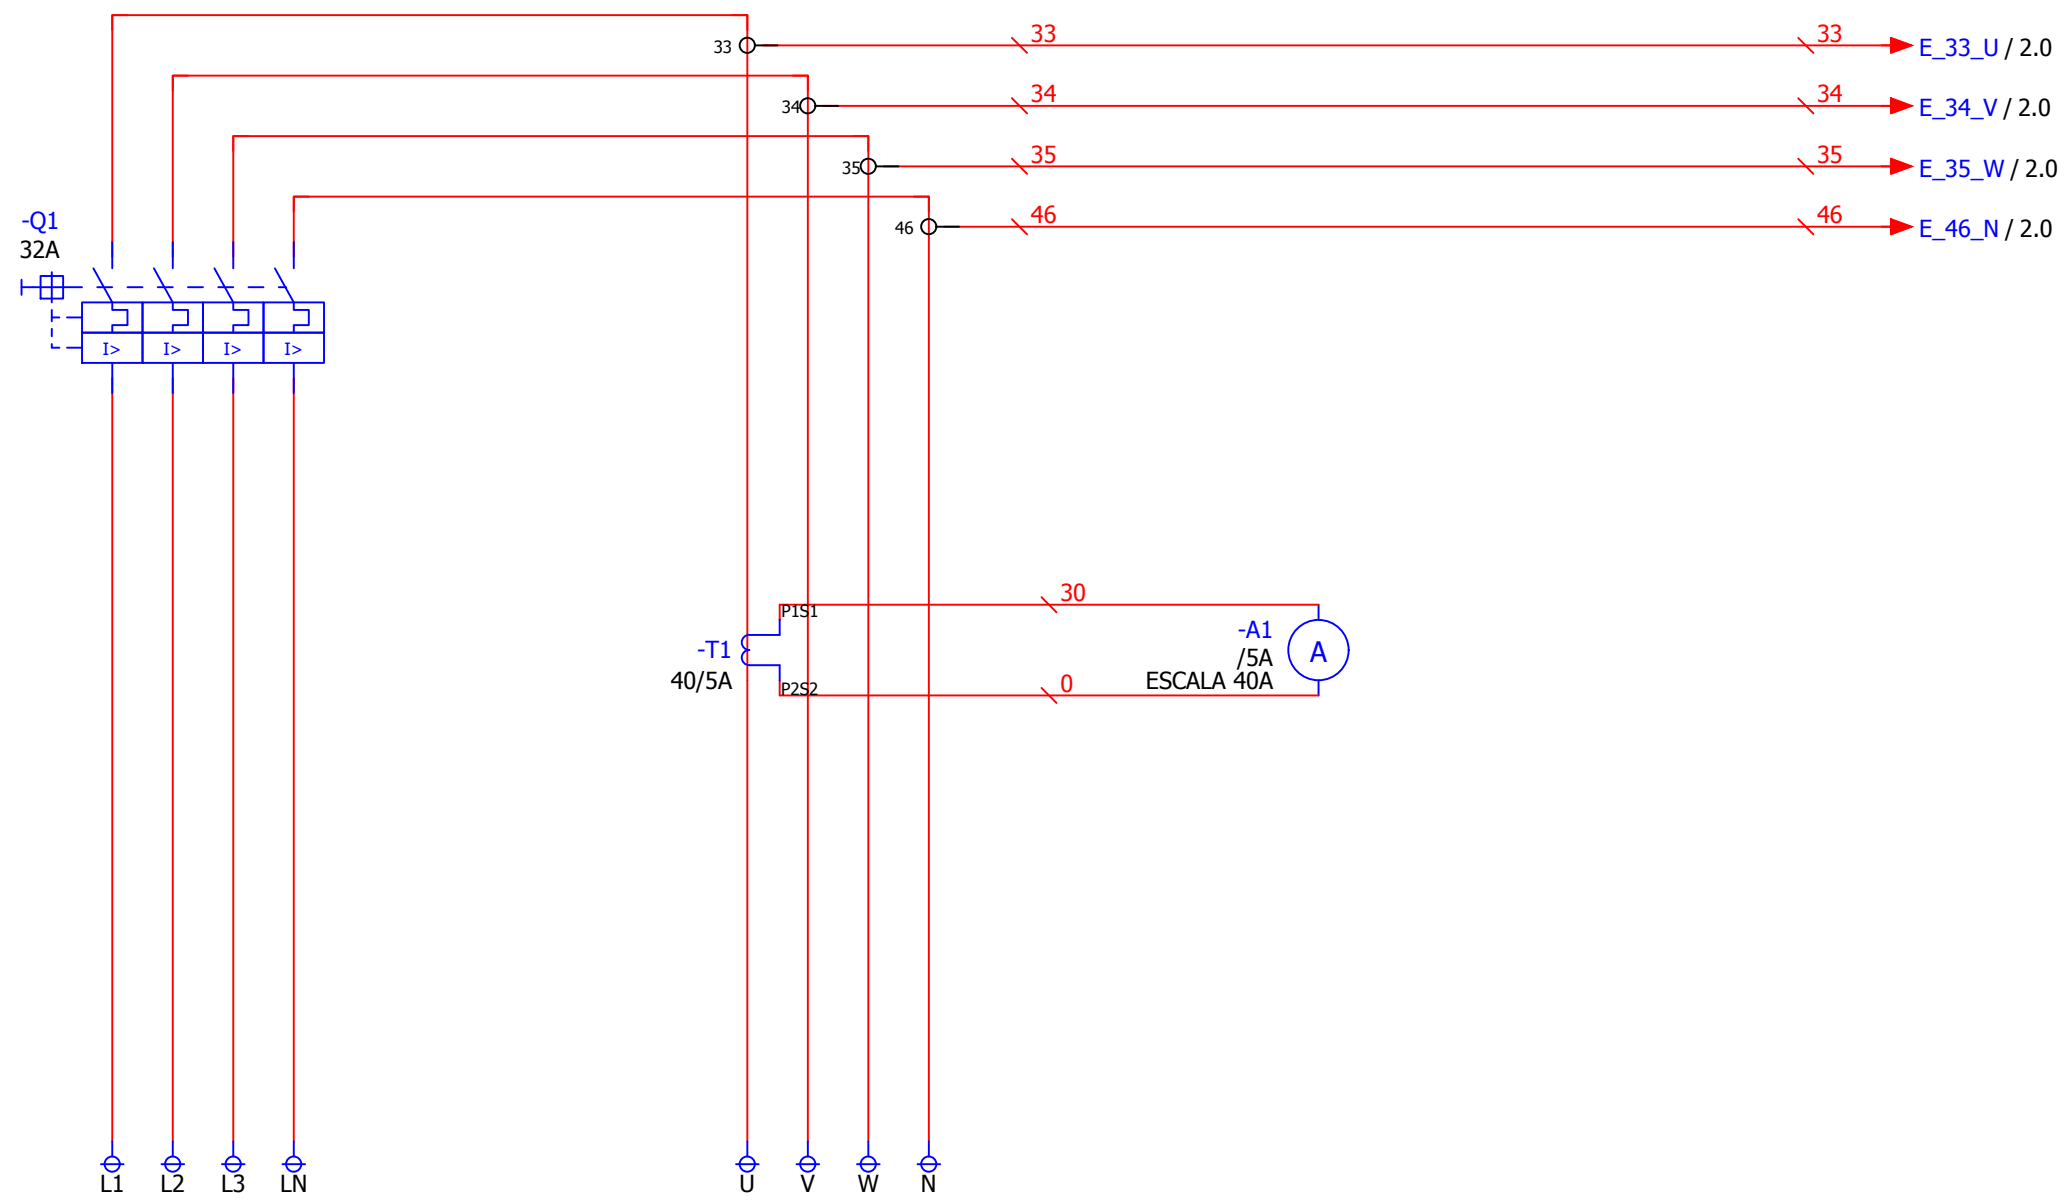 33 33 33 E_33_U / 2.0
34 34 34 E_34_V / 2.0
35 35 35 E_35_W / 2.0
46 46 46 E_46_N / 2.0
-Q1
32A
I> I> I> I>
30
P1S1
-T1
40/5A
P2S2
0
-A1
/5A
ESCALA 40A
A
L1 L2 L3 LN U V W N